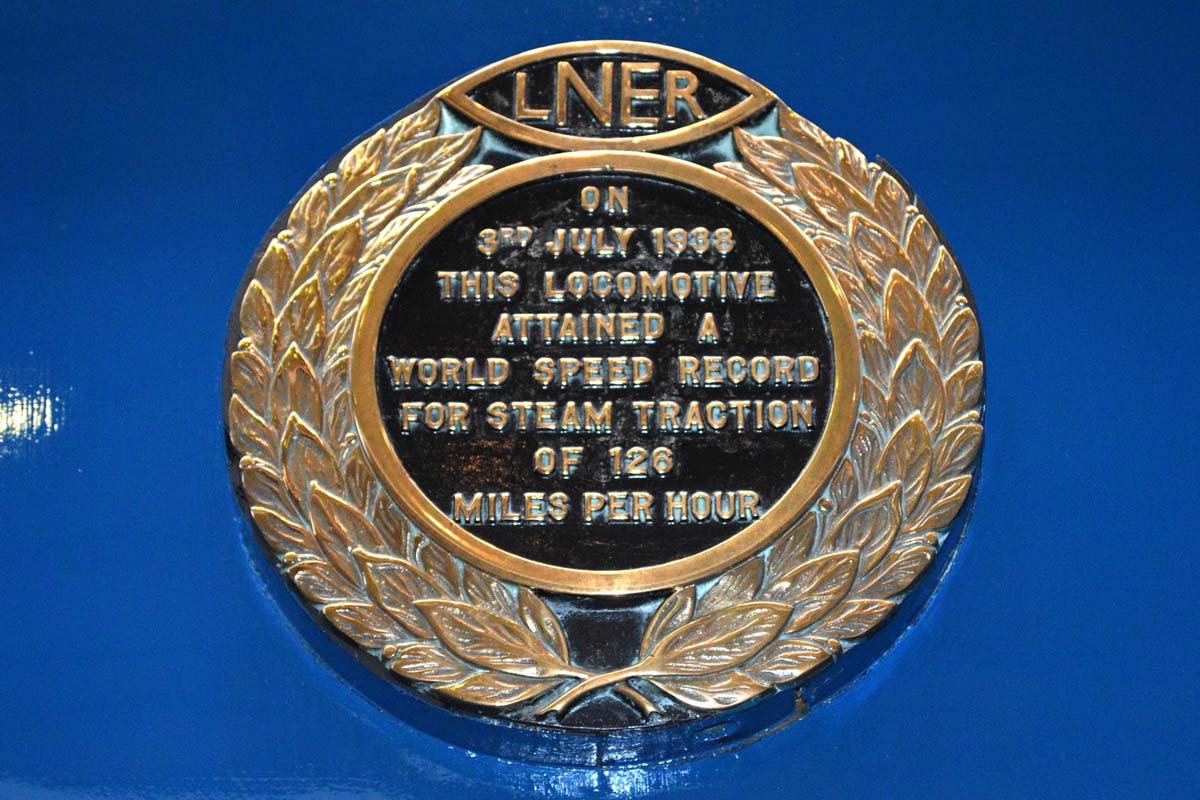 LNER
ON
3RD JULY 1938
THIS LOCOMOTIVE
ATTAINED A
WORLD SPEED RECORD
FOR STEAM TRACTION
OF 126
MILES PER HOUR